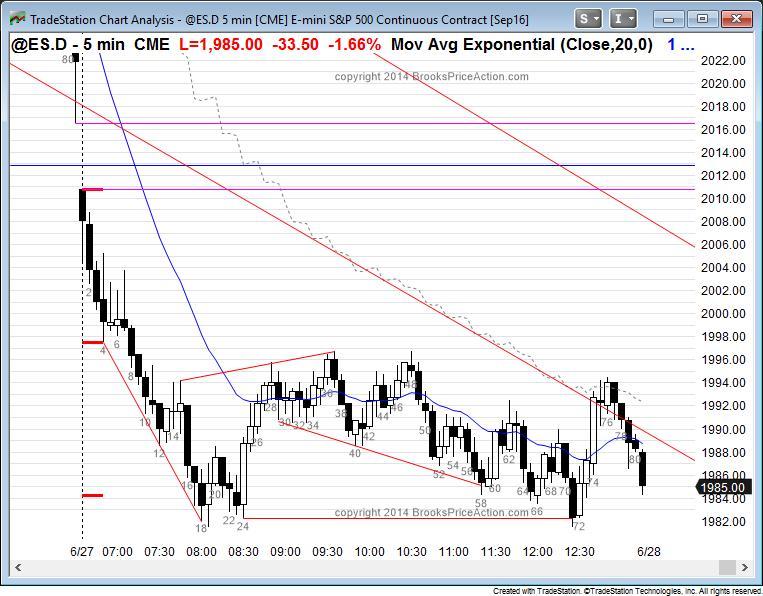 TradeStation Chart Analysis - @ES.D 5 min [CME] E-mini S&P 500 Continuous Contract [Sep16]
S
I
@ES.D - 5 min CME L=1,985.00 -33.50 -1.66% Mov Avg Exponential (Close,20,0) 1 ...
80
2022.00
copyright 2014 BrooksPriceAction.com
2020.00
2018.00
2016.00
2014.00
2012.00
2010.00
2008.00
2006.00
2004.00
2
2002.00
2000.00
1998.00
4 6
1996.00
8
1994.00
30
46
1992.00
10 28 38 44 46
1990.00
14 26 30 32 34 42 50 76 78
1988.00
12 40 54 56 62 80
1986.00
16 20 52 58 60 64 68 70 74
1985.00
1984.00
18 22 24 copyright 2014 BrooksPriceAction.com 66 72
1982.00
6/27 07:00 07:30 08:00 08:30 09:00 09:30 10:00 10:30 11:00 11:30 12:00 12:30 6/28
Created with TradeStation. ©TradeStation Technologies, Inc. All rights reserved.